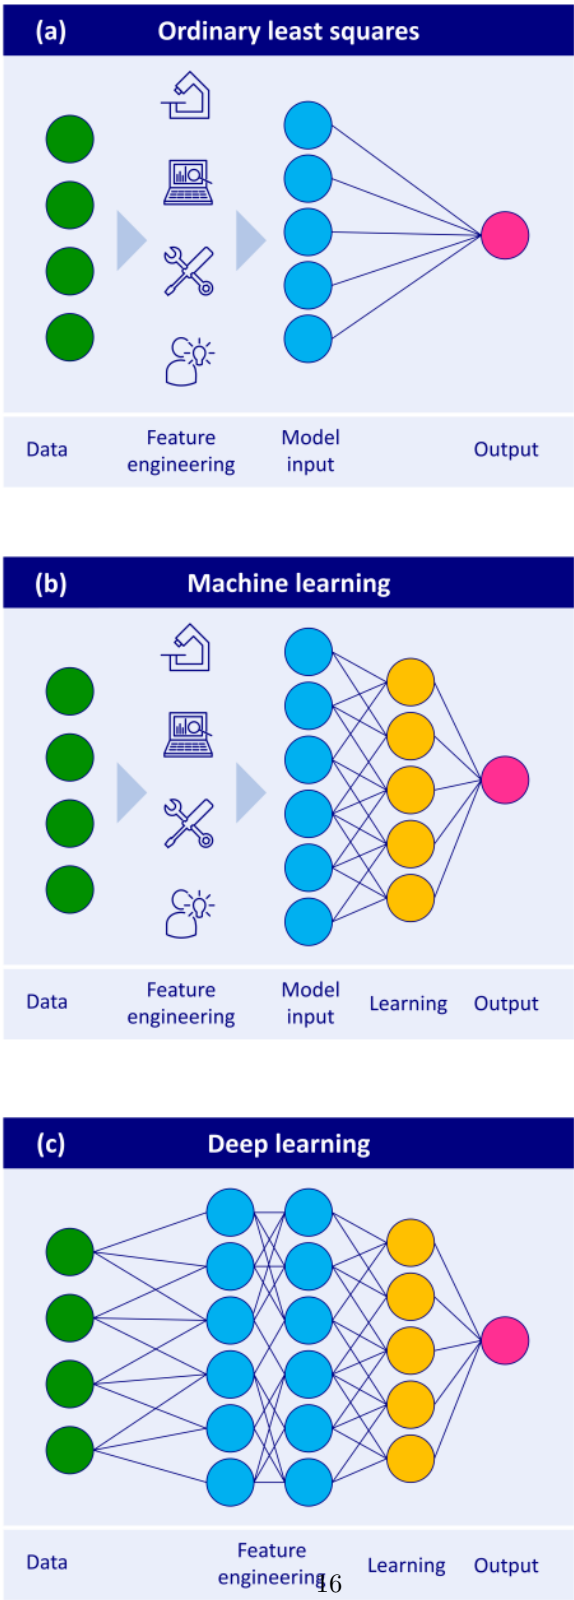 (a) Ordinary least squares
Data
Feature
engineering
Model
input
Output
(b) Machine learning
Data
Feature
engineering
Model
input
Learning
Output
(c) Deep learning
Data
Feature
engineering
Learning
Output
16